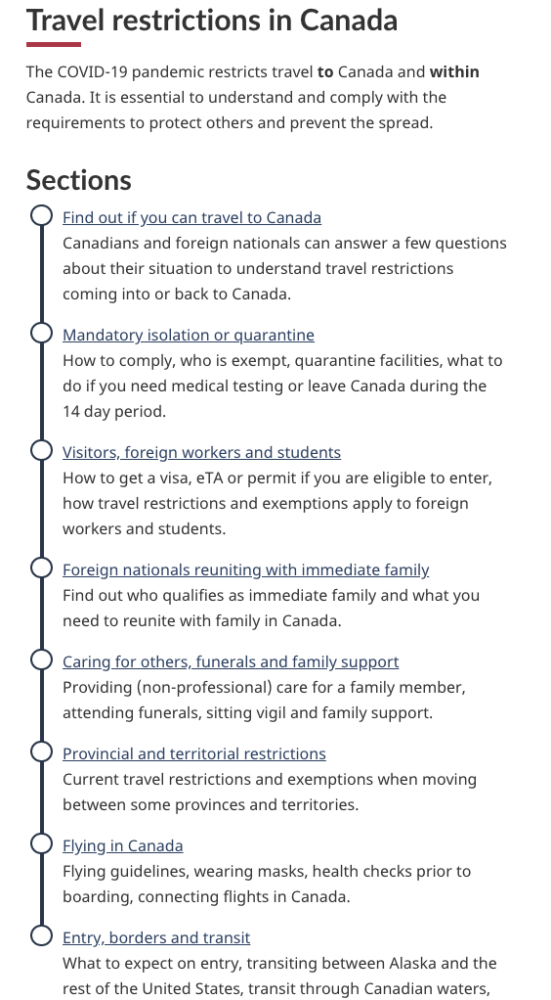 Travel restrictions in Canada
The COVID-19 pandemic restricts travel to Canada and within
Canada. It is essential to understand and comply with the
requirements to protect others and prevent the spread.
Sections
Find out if you can travel to Canada
Canadians and foreign nationals can answer a few questions
about their situation to understand travel restrictions
coming into or back to Canada.
Mandatory isolation or quarantine
How to comply, who is exempt, quarantine facilities, what to
do if you need medical testing or leave Canada during the
14 day period.
Visitors, foreign workers and students
How to get a visa, eTA or permit if you are eligible to enter,
how travel restrictions and exemptions apply to foreign
workers and students.
Foreign nationals reuniting with immediate family
Find out who qualifies as immediate family and what you
need to reunite with family in Canada.
Caring for others, funerals and family support
Providing (non-professional) care for a family member,
attending funerals, sitting vigil and family support.
Provincial and territorial restrictions
Current travel restrictions and exemptions when moving
between some provinces and territories.
Flying in Canada
Flying guidelines, wearing masks, health checks prior to
boarding, connecting flights in Canada.
Entry, borders and transit
What to expect on entry, transiting between Alaska and the
rest of the United States, transit through Canadian waters,